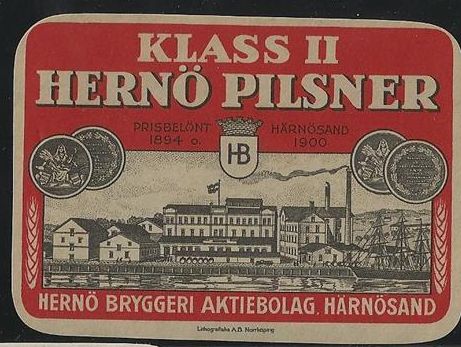 KLASS II
HERNÖ PILSNER
PRISBELÖNT HÄRNÖSAND
1894 o. 1900
HB
HERNÖ BRYGGERI AKTIEBOLAG, HÄRNÖSAND
Litografiska A.B. Norrköping